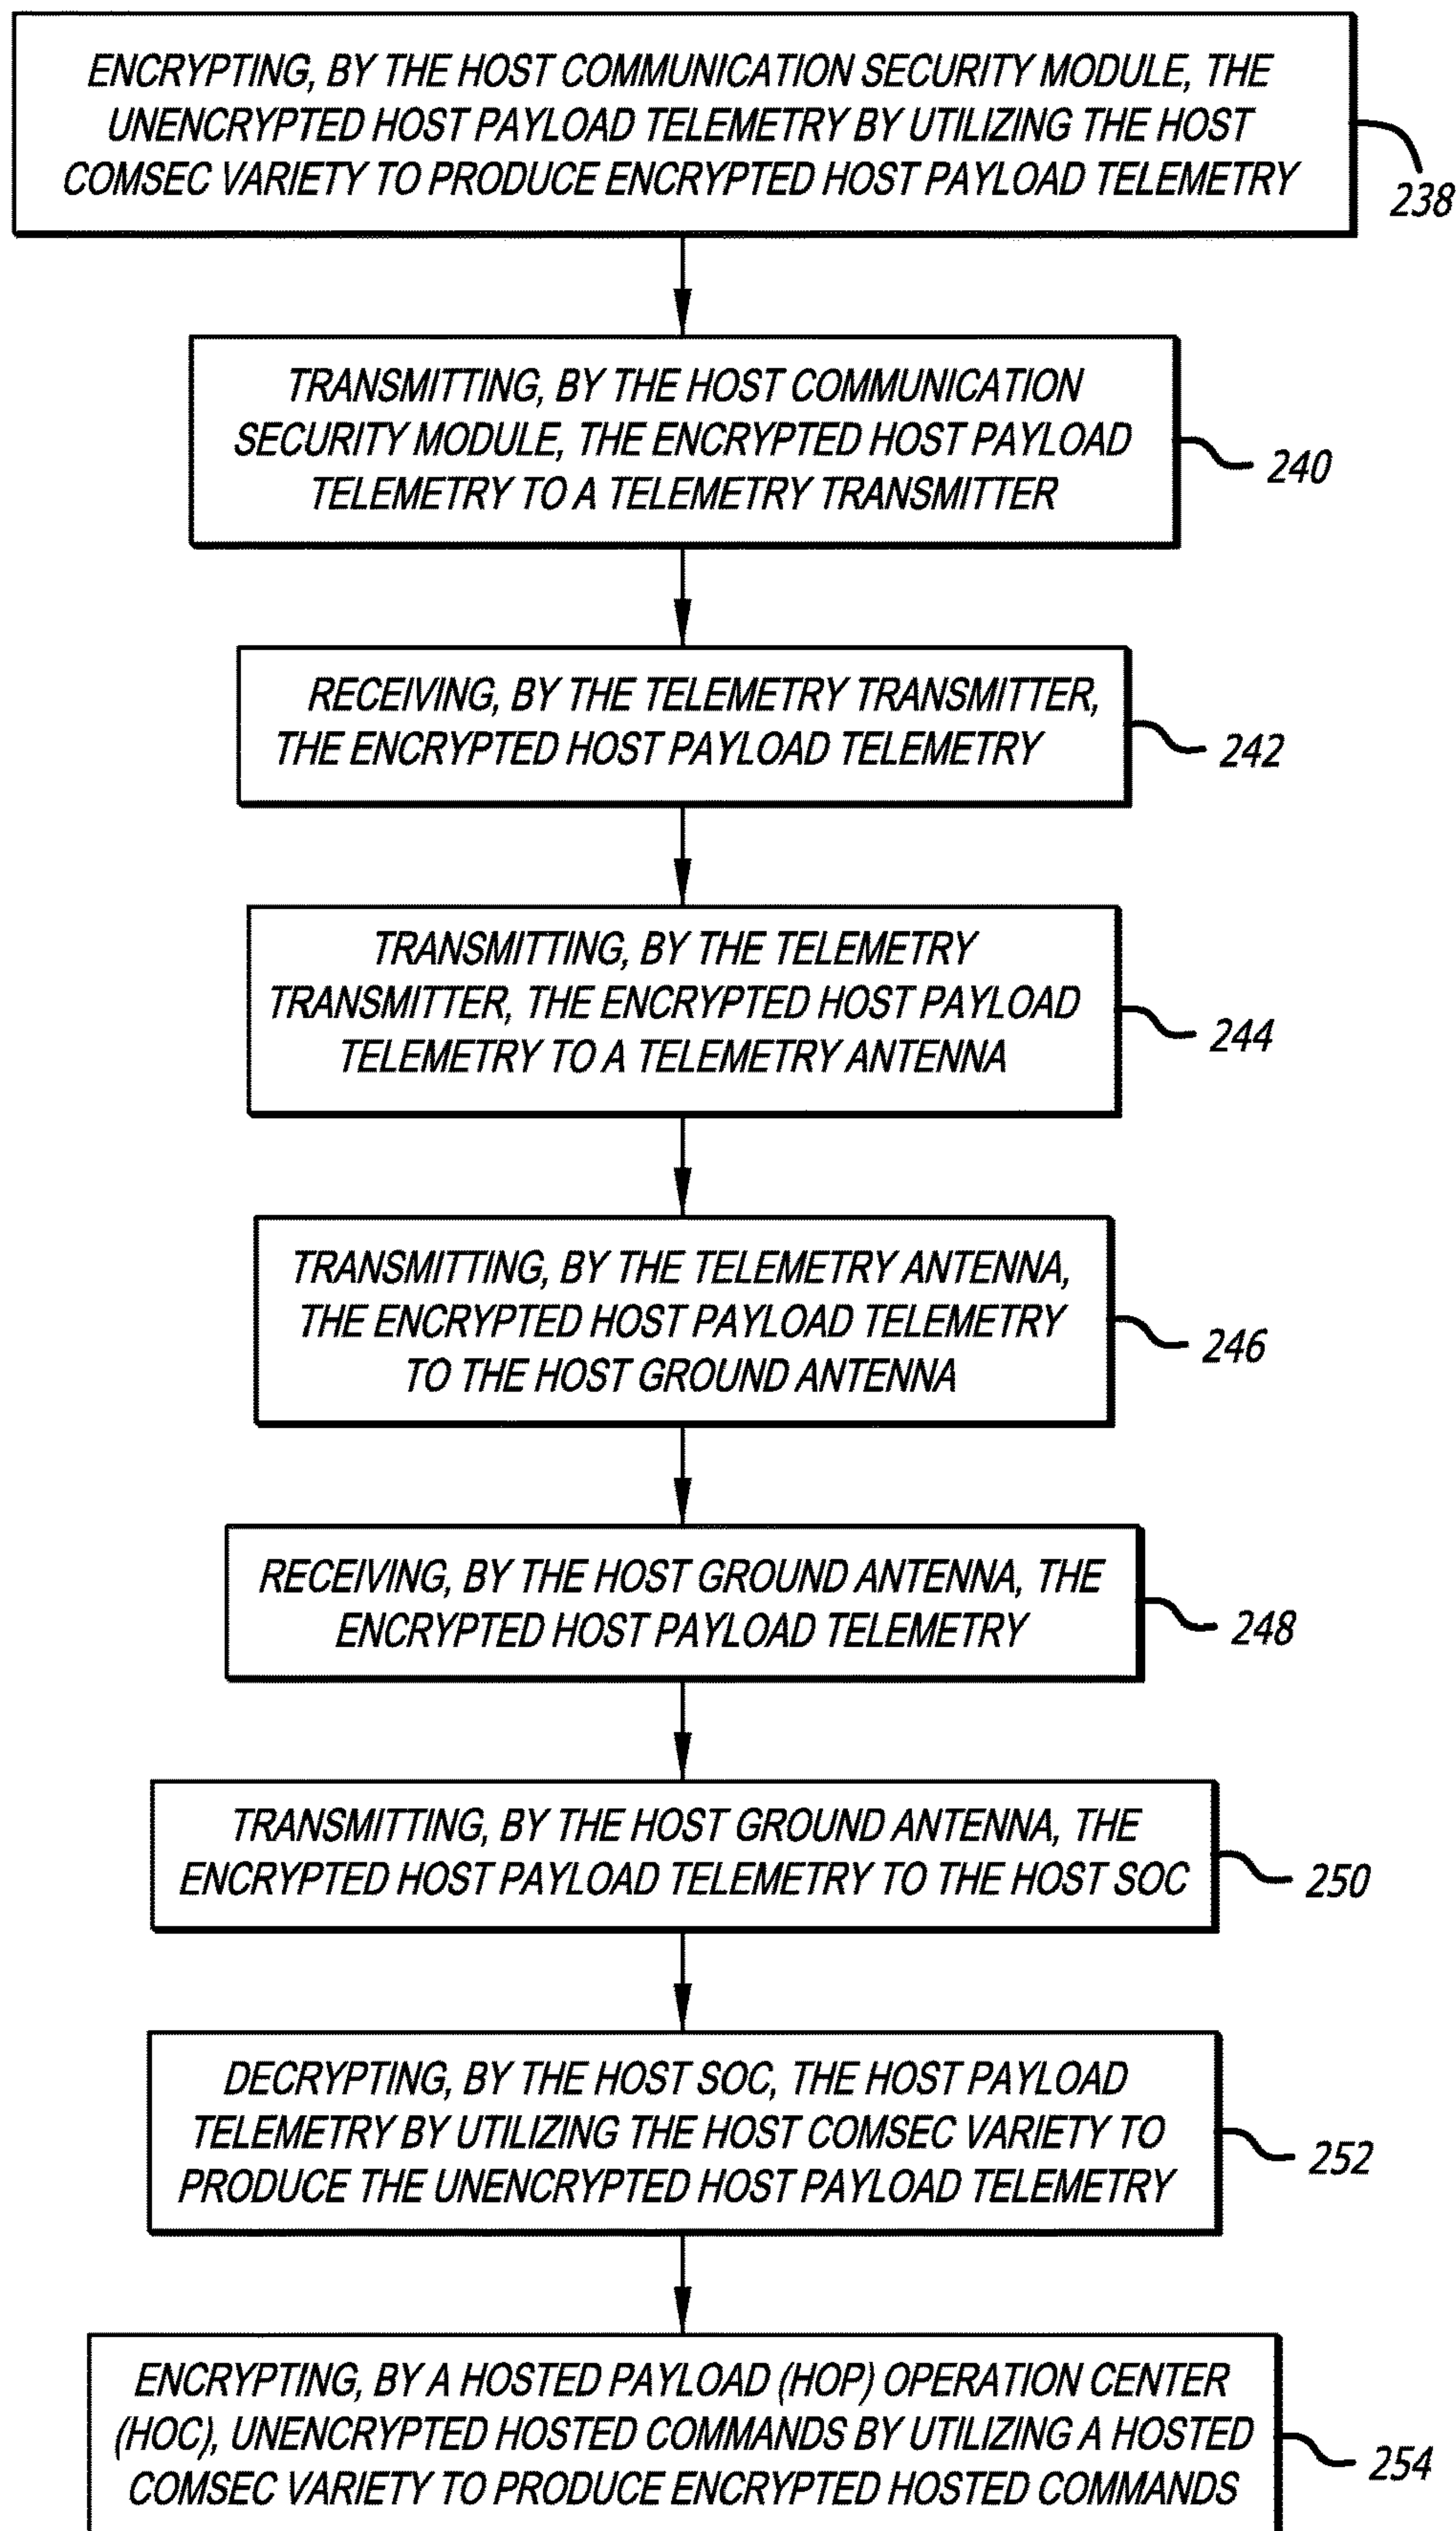 ENCRYPTING, BY THE HOST COMMUNICATION SECURITY MODULE, THE
UNENCRYPTED HOST PAYLOAD TELEMETRY BY UTILIZING THE HOST
COMSEC VARIETY TO PRODUCE ENCRYPTED HOST PAYLOAD TELEMETRY
238
TRANSMITTING, BY THE HOST COMMUNICATION
SECURITY MODULE, THE ENCRYPTED HOST PAYLOAD
TELEMETRY TO A TELEMETRY TRANSMITTER
240
RECEIVING, BY THE TELEMETRY TRANSMITTER,
THE ENCRYPTED HOST PAYLOAD TELEMETRY
242
TRANSMITTING, BY THE TELEMETRY
TRANSMITTER, THE ENCRYPTED HOST PAYLOAD
TELEMETRY TO A TELEMETRY ANTENNA
244
TRANSMITTING, BY THE TELEMETRY ANTENNA,
THE ENCRYPTED HOST PAYLOAD TELEMETRY
TO THE HOST GROUND ANTENNA
246
RECEIVING, BY THE HOST GROUND ANTENNA, THE
ENCRYPTED HOST PAYLOAD TELEMETRY
248
TRANSMITTING, BY THE HOST GROUND ANTENNA, THE
ENCRYPTED HOST PAYLOAD TELEMETRY TO THE HOST SOC
250
DECRYPTING, BY THE HOST SOC, THE HOST PAYLOAD
TELEMETRY BY UTILIZING THE HOST COMSEC VARIETY TO
PRODUCE THE UNENCRYPTED HOST PAYLOAD TELEMETRY
252
ENCRYPTING, BY A HOSTED PAYLOAD (HOP) OPERATION CENTER
(HOC), UNENCRYPTED HOSTED COMMANDS BY UTILIZING A HOSTED
COMSEC VARIETY TO PRODUCE ENCRYPTED HOSTED COMMANDS
254